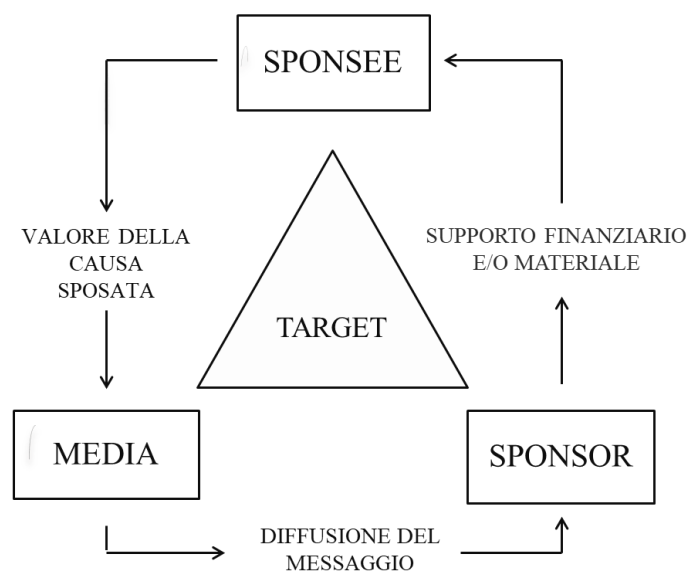 SPONSEE
VALORE DELLA
CAUSA
SPOSATA
SUPPORTO FINANZIARIO
E/O MATERIALE
TARGET
MEDIA
SPONSOR
DIFFUSIONE DEL
MESSAGGIO